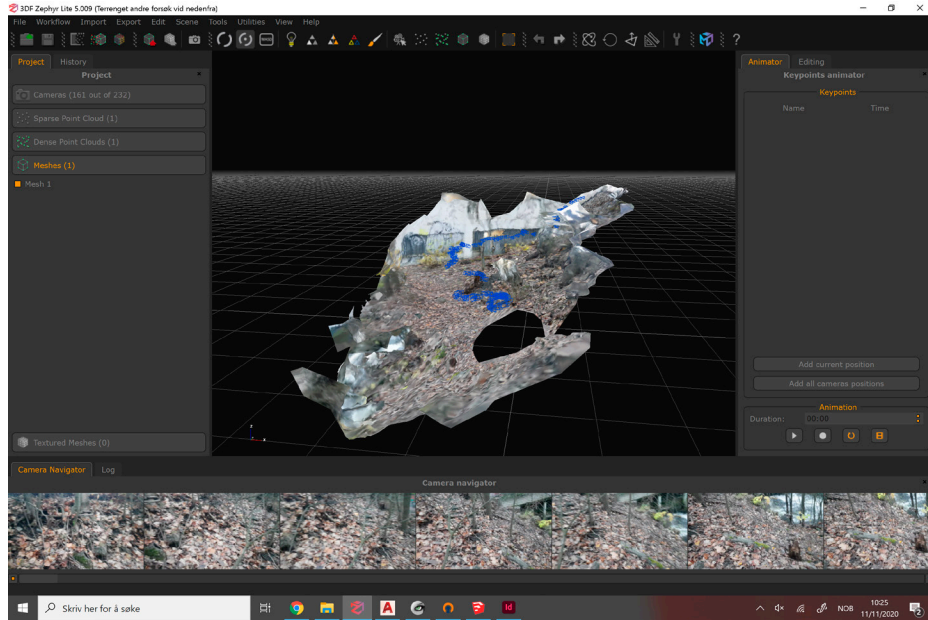 3DF Zephyr Lite 5.009 (Terrenget andre forsøk vid nedenfra)
File Workflow Import Export Edit Scene Tools Utilities View Help
Project History
Project
Cameras (161 out of 232)
Sparse Point Cloud (1)
Dense Point Clouds (1)
Meshes (1)
Mesh 1
Textured Meshes (0)
Animator Editing
Keypoints animator
Keypoints
Name Time
Add current position
Add all cameras positions
Animation
Duration: 00:00
Camera Navigator Log
Camera navigator
Skriv her for å søke
A
Id
NOB
10:25
11/11/2020
2